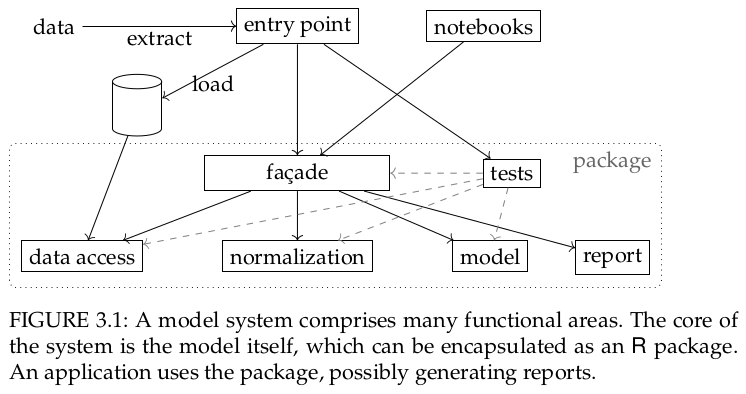 data
extract
entry point
notebooks
load
package
façade
tests
data access
normalization
model
report
FIGURE 3.1: A model system comprises many functional areas. The core of
the system is the model itself, which can be encapsulated as an R package.
An application uses the package, possibly generating reports.